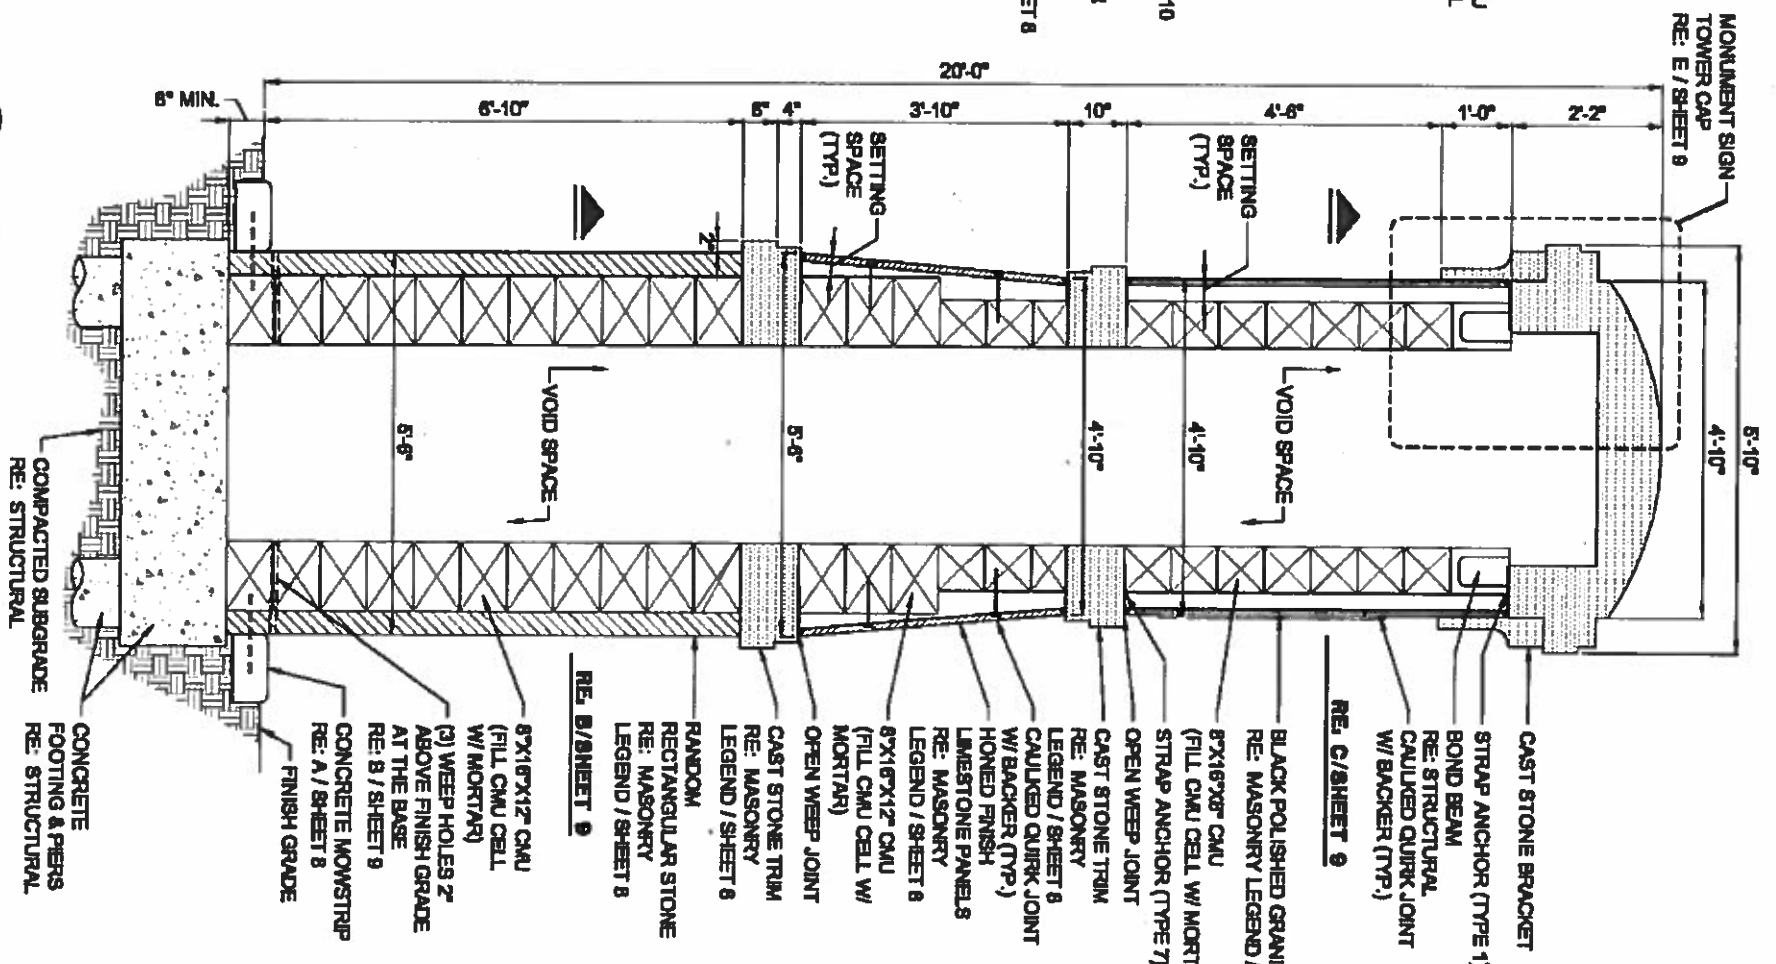 MONUMENT SIGN
TOWER CAP
RE: E / SHEET 9
10
ET 8
5'-10"
4'-10"
20'-0"
2'-2"
1'-0"
4'-6"
10"
3'-10"
4"
6"
6'-10"
6" MIN.
SETTING
SPACE
(TYP.)
SETTING
SPACE
(TYP.)
2"
VOID SPACE
VOID SPACE
4'-10"
4'-10"
5'-6"
5'-6"
CAST STONE BRACKET
STRAP ANCHOR (TYPE 1)
BOND BEAM
RE: STRUCTURAL
CAULKED QUIRK JOINT
W/ BACKER (TYP.)
RE: C/SHEET 9
BLACK POLISHED GRANI
RE: MASONRY LEGEND /
8"X16"X8" CMU
(FILL CMU CELL W/ MORT
STRAP ANCHOR (TYPE 7)
OPEN WEEP JOINT
CAST STONE TRIM
RE: MASONRY
LEGEND / SHEET 8
CAULKED QUIRK JOINT
W/ BACKER (TYP.)
HONED FINISH
LIMESTONE PANELS
RE: MASONRY
LEGEND / SHEET 8
8"X16"X12" CMU
(FILL CMU CELL W/
MORTAR)
OPEN WEEP JOINT
CAST STONE TRIM
RE: MASONRY
LEGEND / SHEET 8
RANDOM
RECTANGULAR STONE
RE: MASONRY
LEGEND / SHEET 8
RE: B/SHEET 9
8"X16"X12" CMU
(FILL CMU CELL
W/ MORTAR)
(3) WEEP HOLES 2"
ABOVE FINISH GRADE
AT THE BASE
RE: B / SHEET 9
CONCRETE MOWSTRIP
RE: A / SHEET 8
FINISH GRADE
CONCRETE
FOOTING & PIERS
RE: STRUCTURAL
COMPACTED SUBGRADE
RE: STRUCTURAL